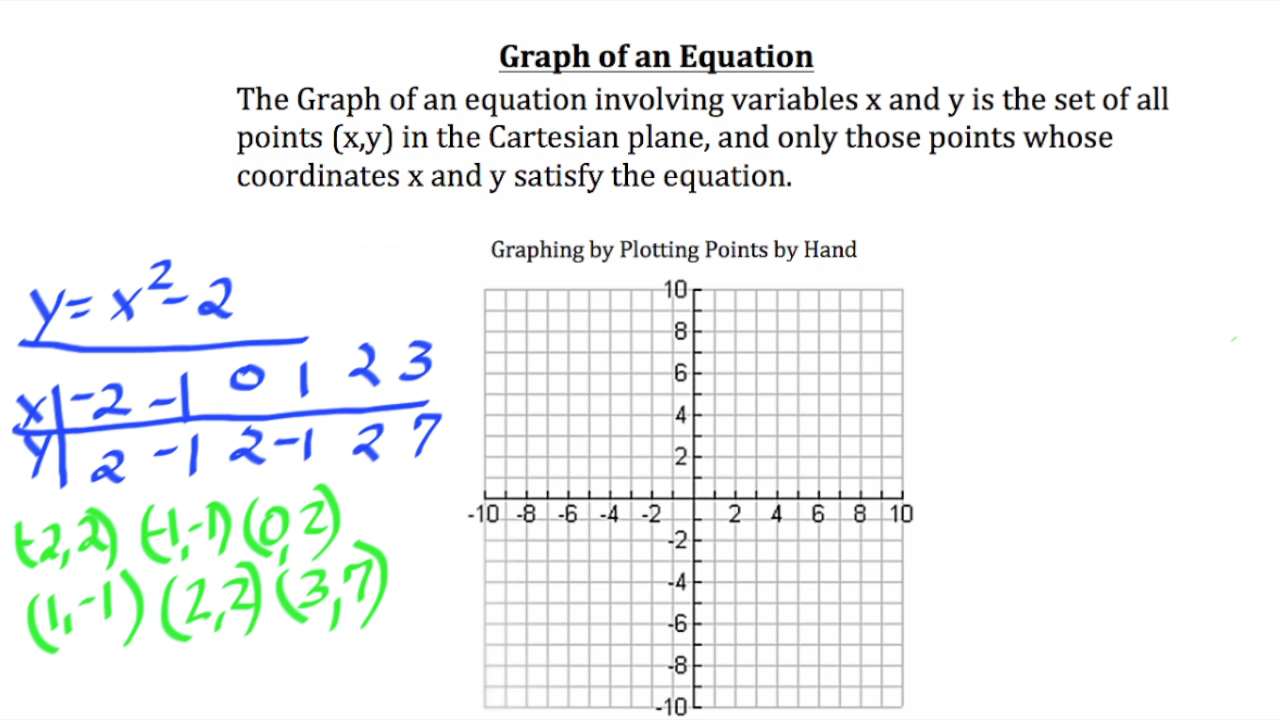 Graph of an Equation
The Graph of an equation involving variables x and y is the set of all
points (x,y) in the Cartesian plane, and only those points whose
coordinates x and y satisfy the equation.
Graphing by Plotting Points by Hand
y = x² - 2
x | -2 -1 0 1 2 3
y | 2 -1 2 -1 2 7
(-2, 2) (-1, -1) (0, 2)
(1, -1) (2, 2) (3, 7)
10
8
6
4
2
-10 -8 -6 -4 -2 2 4 6 8 10
-2
-4
-6
-8
-10